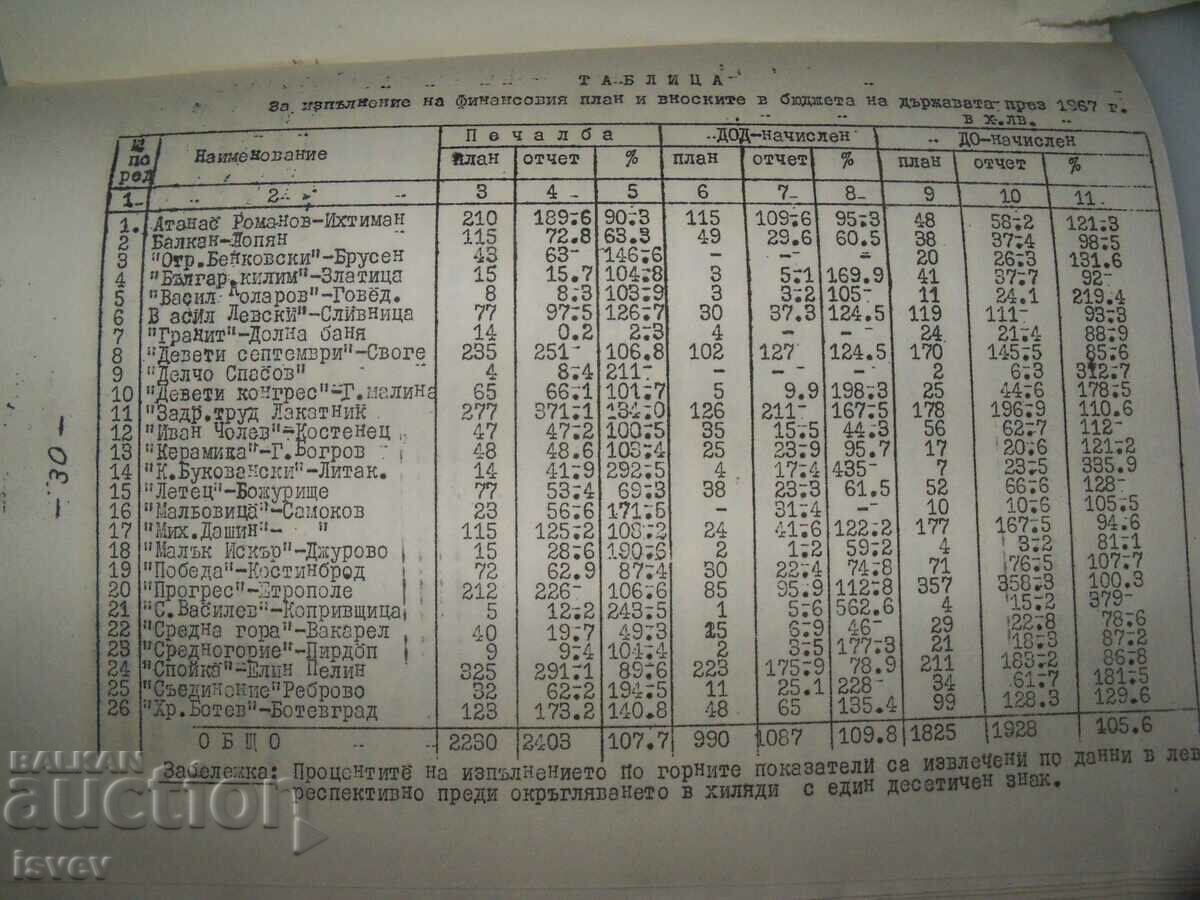 ТАБЛИЦА
За изпълнение на финансовия план и вноските в бюджета на държавата през 1967 г.
в х.лв.
№ по ред Наименование Печалба ДОД-начислен ДО-начислен
план отчет % план отчет % план отчет %
1 2 3 4 5 6 7 8 9 10 11
1. Атанас Романов-Ихтиман 210 189.6 90.3 115 109.6 95.3 48 58.2 121.3
2 Балкан-Лопян 115 72.8 63.3 49 29.6 60.5 38 37.4 98.5
3 "Отр.Бейковски"-Брусен 43 63- 146.6 - - - 20 26.3 131.6
4 "Българ.килим"-Златица 15 15.7 104.8 3 5.1 169.9 41 37.7 92-
5 "Васил Коларов"-Говед. 8 8.3 103.9 3 3.2 105- 11 24.1 219.4
6 Васил Левски"-Сливница 77 97.5 126.7 30 37.3 124.5 119 111- 93.3
7 "Гранит"-Долна баня 14 0.2 2.3 4 - - 24 21.4 88.9
8 "Девети септември"-Своге 235 251- 106.8 102 127 124.5 170 145.5 85.6
9 "Делчо Спасов" 4 8.4 211- - - - 2 6.3 312.7
10 "Девети конгрес"-Г.малина 65 66.1 101.7 5 9.9 198.3 25 44.6 178.5
11 "Задр.труд Лакатник 277 371.1 134.0 126 211- 167.5 178 196.9 110.6
12 "Иван Чолев"-Костенец 47 47.2 100.5 35 15.5 44.3 56 62.7 112-
13 "Керамика"-Г.Богров 48 48.6 103.4 25 23.9 95.7 17 20.6 121.2
14 "К.Буковански"-Литак. 14 41.9 292.5 4 17.4 435- 7 23.5 335.9
15 "Летец"-Божурище 77 53.4 69.3 38 23.3 61.5 52 66.6 128-
16 "Мальовица"-Самоков 23 56.6 171.5 - 31.4 - 10 10.6 105.5
17 "Мих.Дашин"- " 115 125.2 108.2 24 41.6 122.2 177 167.5 94.6
18 "Малък Искър"-Джурово 15 28.6 190.6 2 1.2 59.2 4 3.2 81.1
19 "Победа"-Костинброд 72 62.9 87.4 30 22.4 74.8 71 76.5 107.7
20 "Прогрес"-Етрополе 212 226- 106.6 85 95.9 112.8 357 358.3 100.3
21 "С.Василев"-Копривщица 5 12.2 243.5 1 5.6 562.6 4 15.2 379-
22 "Средна гора"-Вакарел 40 19.7 49.3 15 6.9 46- 29 22.8 78.6
23 "Средногорие"-Пирдоп 9 9.4 104.4 2 3.5 177.3 21 18.3 87.2
24 "Спойка"-Елин Пелин 325 291.1 89.6 223 175.9 78.9 211 183.2 86.8
25 "Съединение"Реброво 32 62.2 194.5 11 25.1 228- 34 61.7 181.5
26 "Хр.Ботев"-Ботевград 123 173.2 140.8 48 65 135.4 99 128.3 129.6
ОБЩО 2230 2403 107.7 990 1087 109.8 1825 1928 105.6
Забележка: Процентите на изпълнението по горните показатели са извлечени по данни в лев
респективно преди окръгляването в хиляди с един десетичен знак.
-30-
BALKAN
auction
isvev